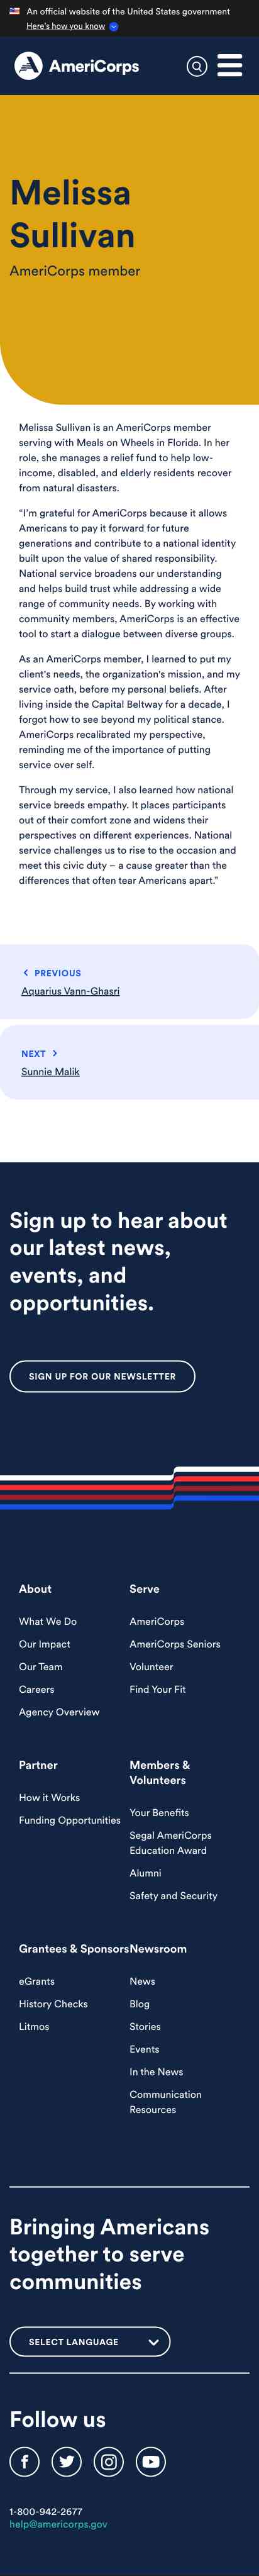 An official website of the United States government
Here's how you know
AmeriCorps
Melissa
Sullivan
AmeriCorps member
Melissa Sullivan is an AmeriCorps member
serving with Meals on Wheels in Florida. In her
role, she manages a relief fund to help low-
income, disabled, and elderly residents recover
from natural disasters.
“I'm grateful for AmeriCorps because it allows
Americans to pay it forward for future
generations and contribute to a national identity
built upon the value of shared responsibility.
National service broadens our understanding
and helps build trust while addressing a wide
range of community needs. By working with
community members, AmeriCorps is an effective
tool to start a dialogue between diverse groups.
As an AmeriCorps member, I learned to put my
client's needs, the organization's mission, and my
service oath, before my personal beliefs. After
living inside the Capital Beltway for a decade, I
forgot how to see beyond my political stance.
AmeriCorps recalibrated my perspective,
reminding me of the importance of putting
service over self.
Through my service, I also learned how national
service breeds empathy. It places participants
out of their comfort zone and widens their
perspectives on different experiences. National
service challenges us to rise to the occasion and
meet this civic duty – a cause greater than the
differences that often tear Americans apart."
PREVIOUS
Aquarius Vann-Ghasri
NEXT
Sunnie Malik
Sign up to hear about
our latest news,
events, and
opportunities.
SIGN UP FOR OUR NEWSLETTER
About
What We Do
Our Impact
Our Team
Careers
Agency Overview
Serve
AmeriCorps
AmeriCorps Seniors
Volunteer
Find Your Fit
Partner
How it Works
Funding Opportunities
Members &
Volunteers
Your Benefits
Segal AmeriCorps
Education Award
Alumni
Safety and Security
Grantees & Sponsors
eGrants
History Checks
Litmos
Newsroom
News
Blog
Stories
Events
In the News
Communication
Resources
Bringing Americans
together to serve
communities
SELECT LANGUAGE
Follow us
1-800-942-2677
help@americorps.gov